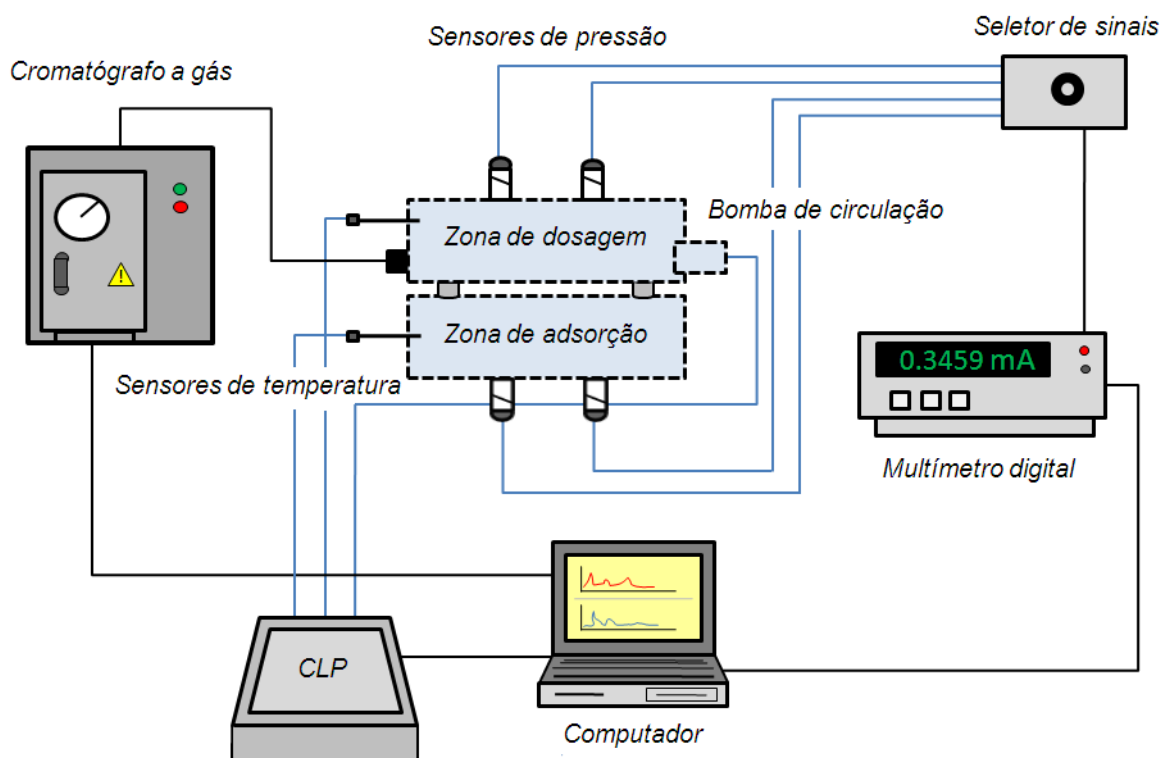 Sensores de pressão
Seletor de sinais
Cromatógrafo a gás
Bomba de circulação
Zona de dosagem
Zona de adsorção
Sensores de temperatura
0.3459 mA
Multímetro digital
CLP
Computador